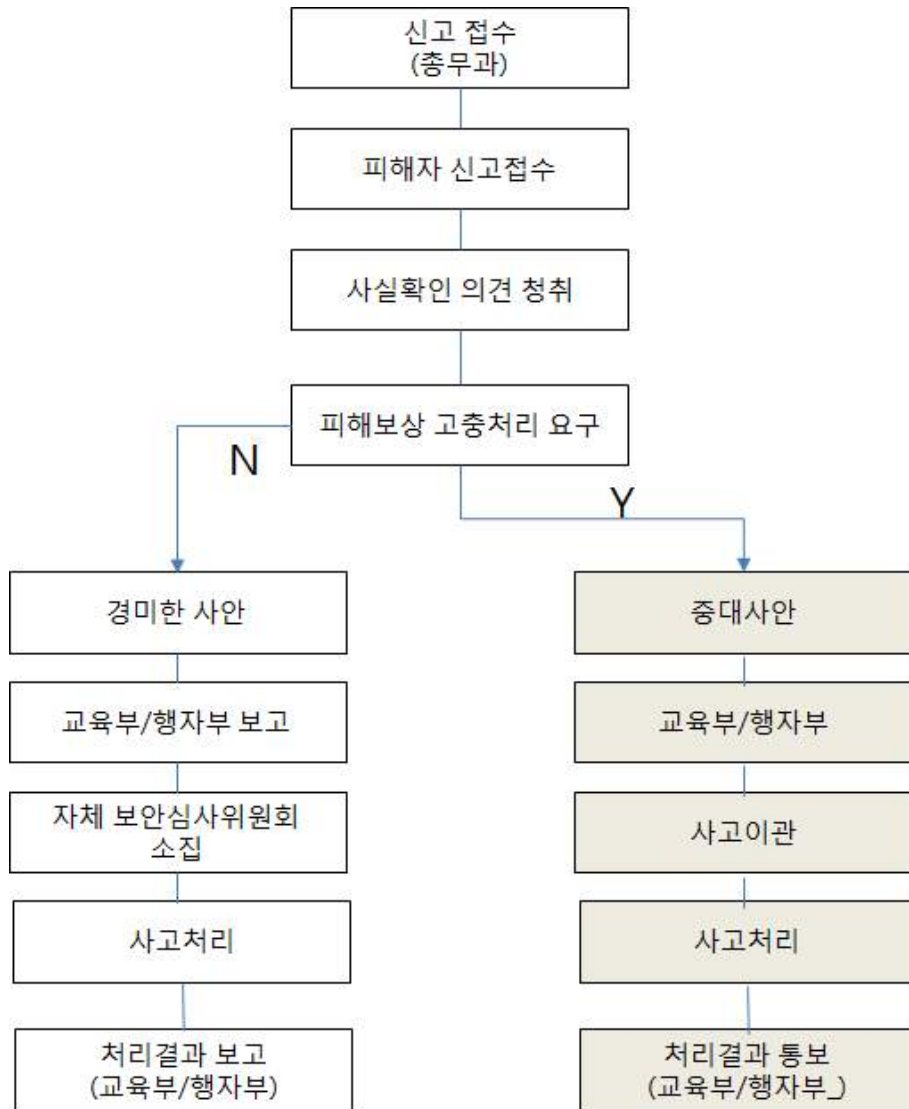 신고 접수
(총무과)
피해자 신고접수
사실확인 의견 청취
피해보상 고충처리 요구
N
Y
경미한 사안
중대사안
교육부/행자부 보고
교육부/행자부
자체 보안심사위원회
소집
사고이관
사고처리
사고처리
처리결과 보고
(교육부/행자부)
처리결과 통보
(교육부/행자부_)